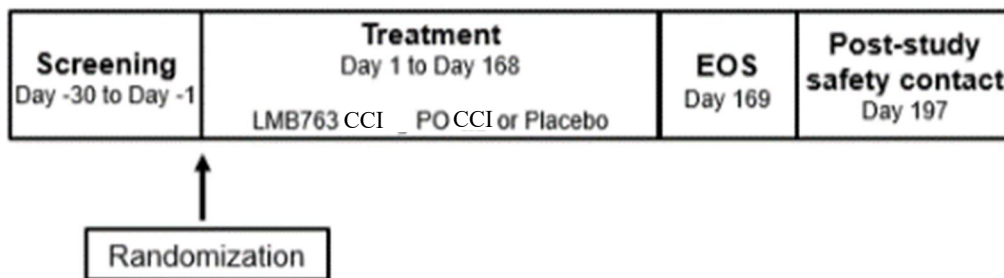 Screening
Day -30 to Day -1
Treatment
Day 1 to Day 168
LMB763 CCI _ PO CCI or Placebo
EOS
Day 169
Post-study
safety contact
Day 197
Randomization